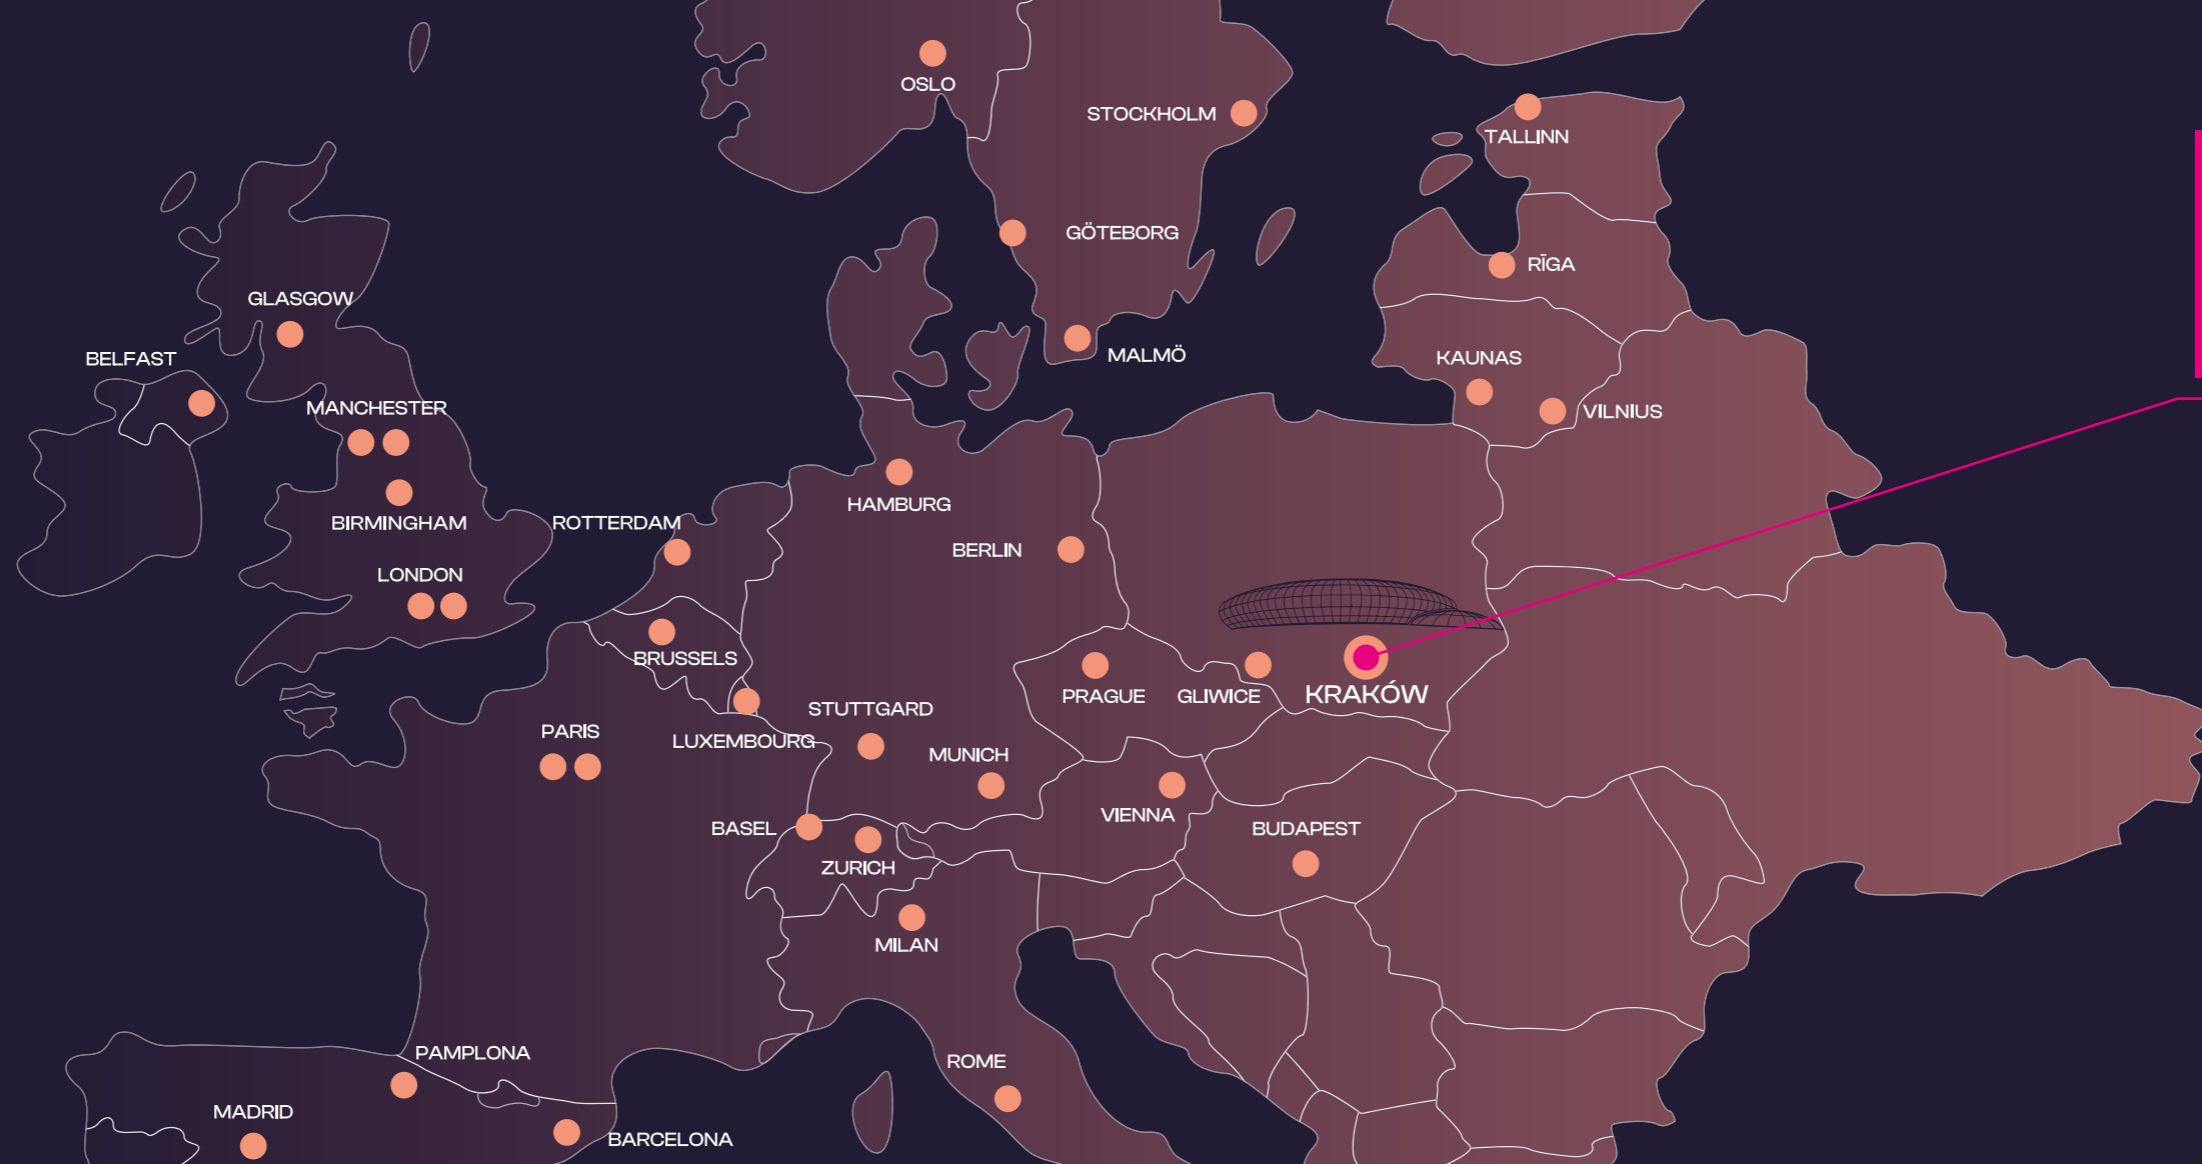 OSLO
STOCKHOLM
TALLINN
GÖTEBORG
RĪGA
GLASGOW
MALMÖ
BELFAST
KAUNAS
MANCHESTER
VILNIUS
HAMBURG
BIRMINGHAM
ROTTERDAM
BERLIN
LONDON
BRUSSELS
PRAGUE
GLIWICE
KRAKÓW
STUTTGARD
PARIS
LUXEMBOURG
MUNICH
VIENNA
BASEL
BUDAPEST
ZURICH
MILAN
PAMPLONA
ROME
MADRID
BARCELONA